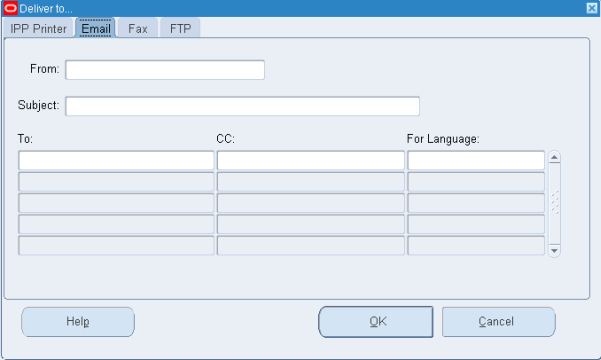 Deliver to...
IPP Printer Email Fax FTP
From:
Subject:
To: CC: For Language:
Help OK Cancel